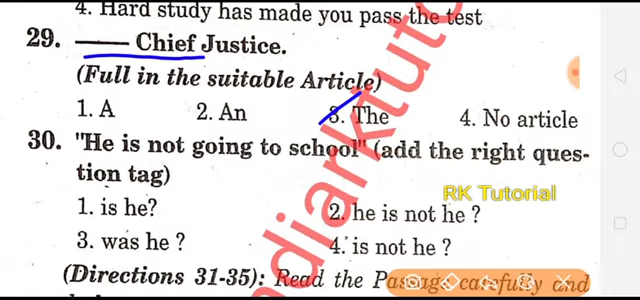 4. Hard study has made you pass the test
29. —— Chief Justice.
(Full in the suitable Article)
1. A 2. An 3. The 4. No article
30. "He is not going to school" (add the right ques-
tion tag)
RK Tutorial
1. is he? 2. he is not he ?
3. was he ? 4. is not he ?
(Directions 31-35): Read the Passage carefully and